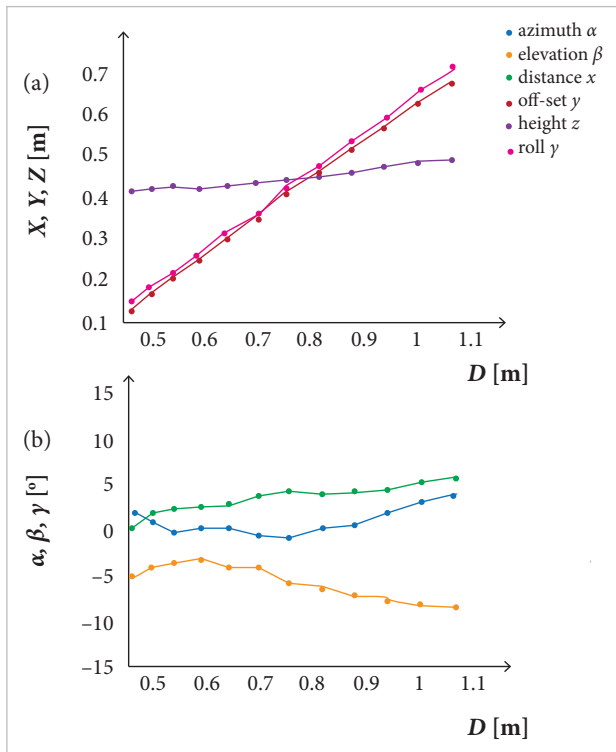 (a)
X, Y, Z [m]
0.7
0.6
0.5
0.4
0.3
0.2
0.1
0.5 0.6 0.7 0.8 0.9 1 1.1
D [m]
azimuth α
elevation β
distance x
off-set y
height z
roll γ
(b)
α, β, γ [º]
15
10
5
0
–5
–10
–15
0.5 0.6 0.7 0.8 0.9 1 1.1
D [m]